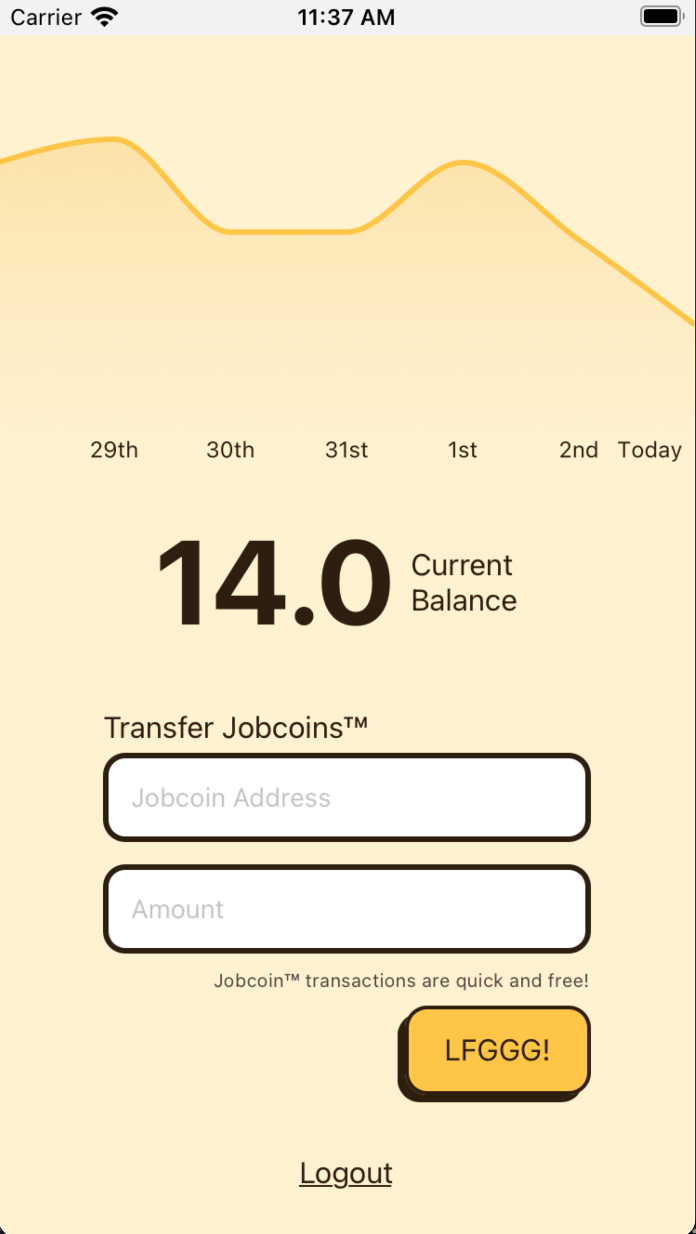 Carrier 11:37 AM
29th 30th 31st 1st 2nd Today
14.0 Current
Balance
Transfer Jobcoins™
Jobcoin Address
Amount
Jobcoin™ transactions are quick and free!
LFGGG!
Logout